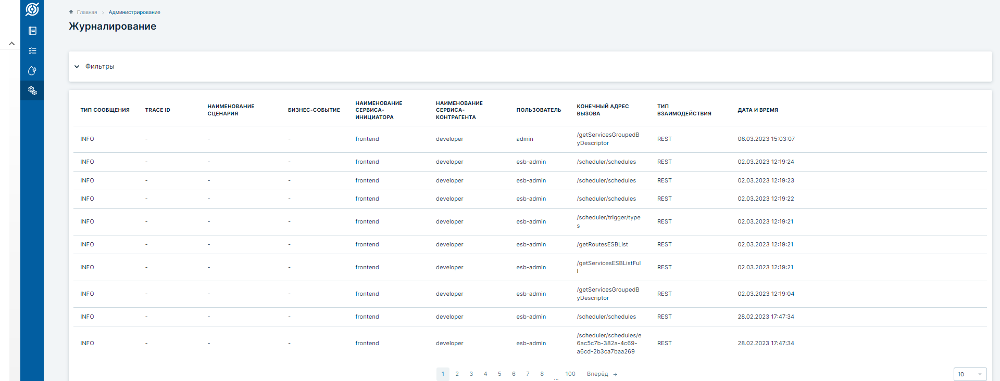 Главная > Администрирование
Журналирование
Фильтры
ТИП СООБЩЕНИЯ TRACE ID НАИМЕНОВАНИЕ СЦЕНАРИЯ БИЗНЕС-СОБЫТИЕ НАИМЕНОВАНИЕ СЕРВИСА-ИНИЦИАТОРА НАИМЕНОВАНИЕ СЕРВИСА-КОНТРАГЕНТА ПОЛЬЗОВАТЕЛЬ КОНЕЧНЫЙ АДРЕС ВЫЗОВА ТИП ВЗАИМОДЕЙСТВИЯ ДАТА И ВРЕМЯ
INFO - - - frontend developer admin /getServicesGroupedByDescriptor REST 06.03.2023 15:03:07
INFO - - - frontend developer esb-admin /scheduler/schedules REST 02.03.2023 12:19:24
INFO - - - frontend developer esb-admin /scheduler/schedules REST 02.03.2023 12:19:23
INFO - - - frontend developer esb-admin /scheduler/schedules REST 02.03.2023 12:19:22
INFO - - - frontend developer esb-admin /scheduler/trigger/types REST 02.03.2023 12:19:21
INFO - - - frontend developer esb-admin /getRoutesESBList REST 02.03.2023 12:19:21
INFO - - - frontend developer esb-admin /getServicesESBListFull REST 02.03.2023 12:19:21
INFO - - - frontend developer esb-admin /getServicesGroupedByDescriptor REST 02.03.2023 12:19:04
INFO - - - frontend developer esb-admin /scheduler/schedules REST 28.02.2023 17:47:34
INFO - - - frontend developer esb-admin /scheduler/schedules/e6ac5c7b-382a-4c69-a6cd-2b3ca7baa269 REST 28.02.2023 17:47:34
1 2 3 4 5 6 7 8 ... 100 Вперёд → 10